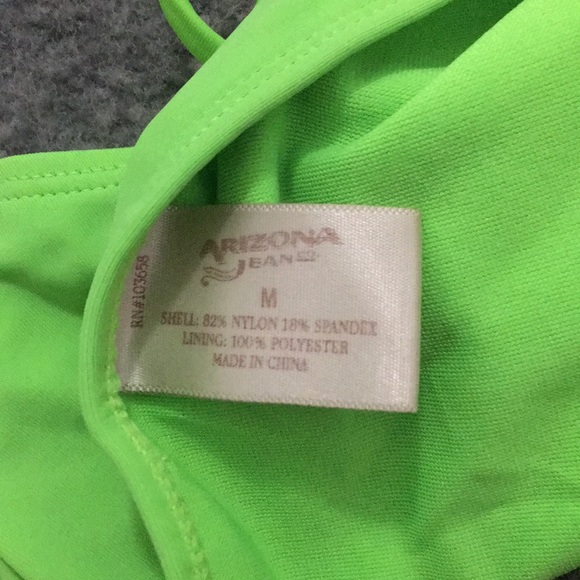 ARIZONA
JEAN Co
M
SHELL: 82% NYLON 18% SPANDEX
LINING: 100% POLYESTER
MADE IN CHINA
RN#103658